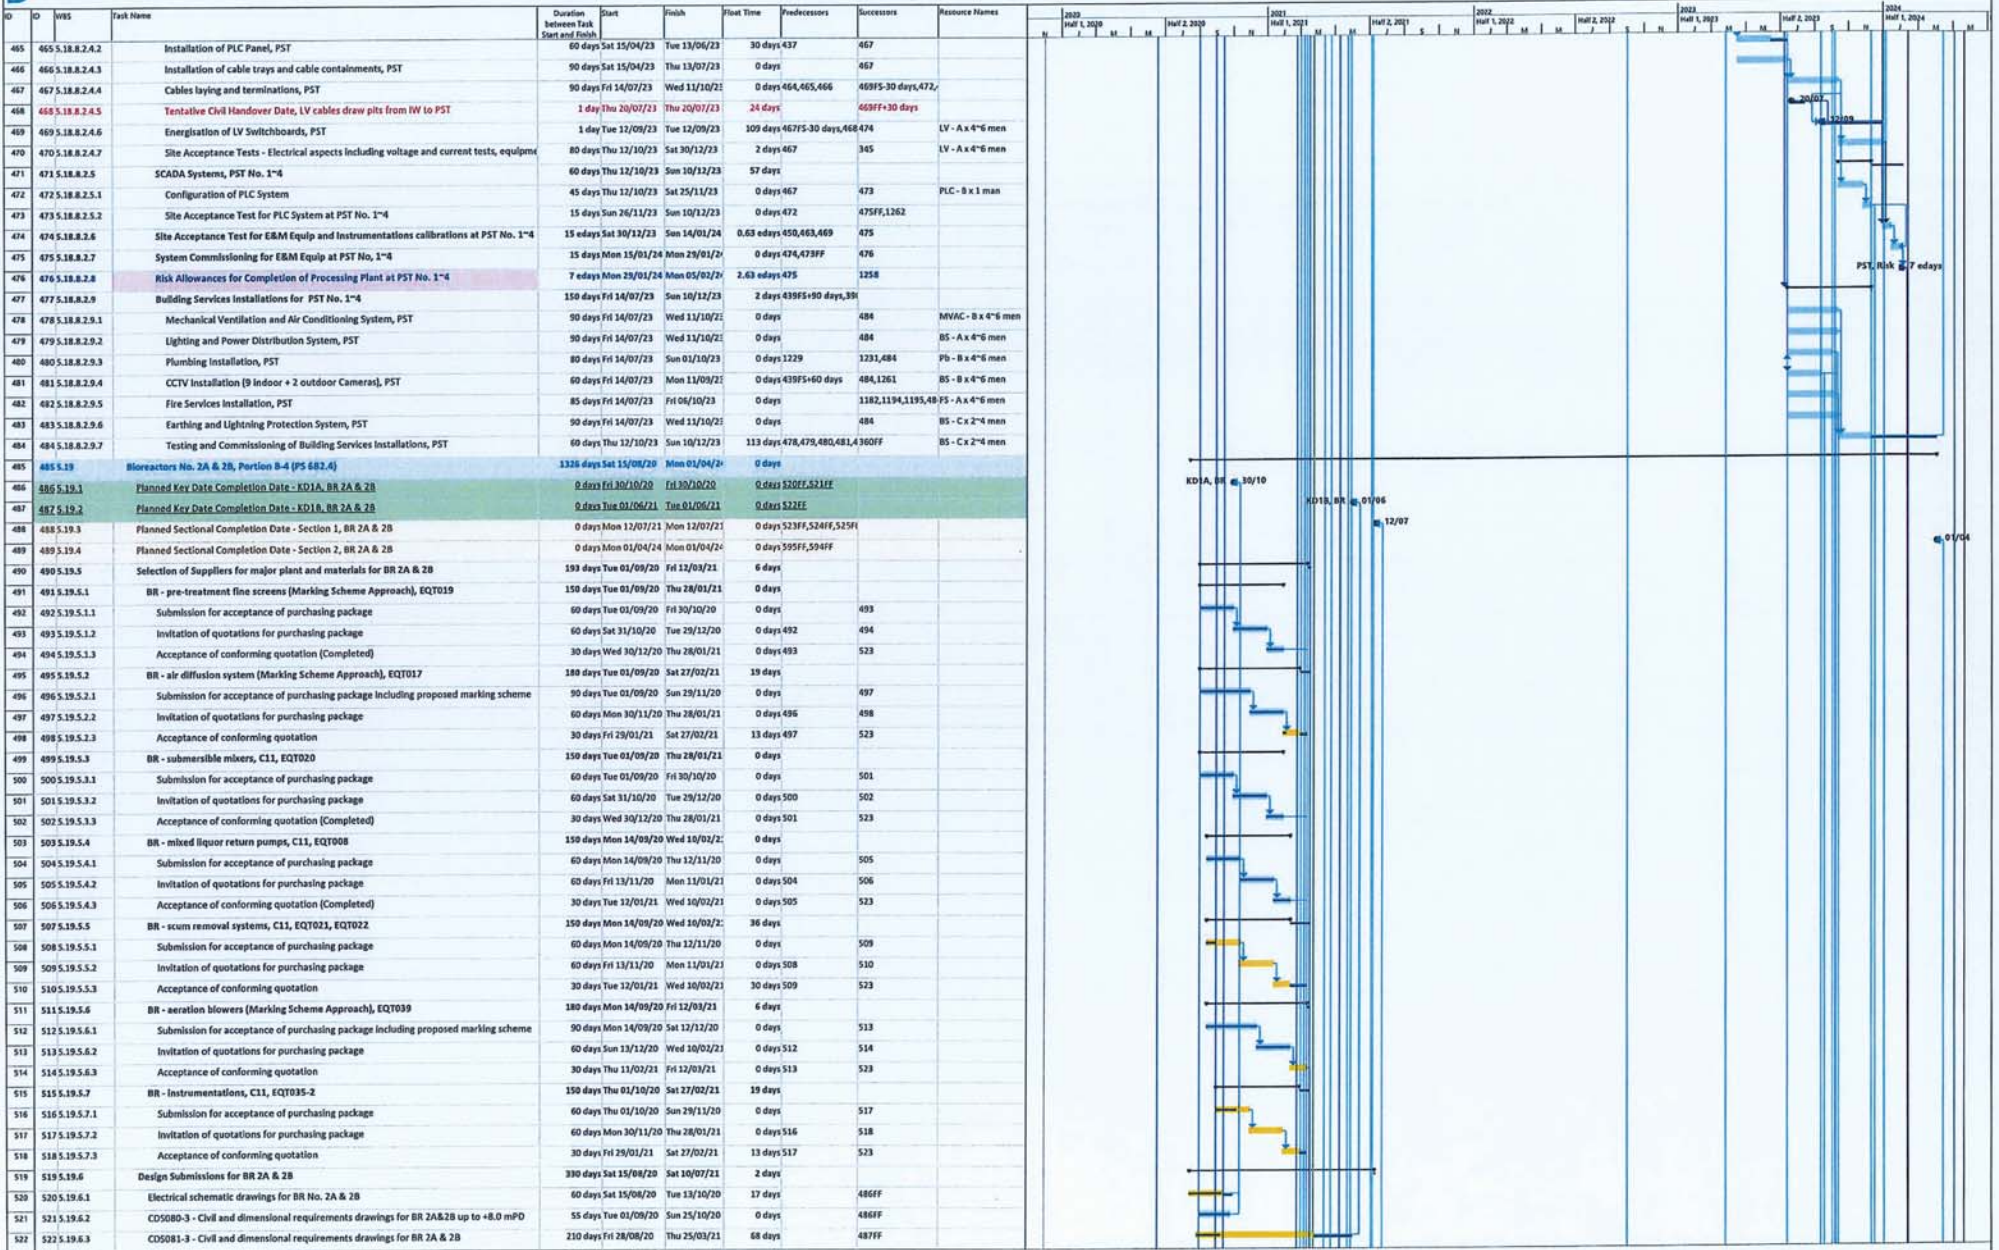 ID ID WBS Task Name Duration between Task Start and Finish Start Finish Float Time Predecessors Successors Resource Names
2020 2021 2022 2023 2024
Half 1, 2020 Half 2, 2020 Half 1, 2021 Half 2, 2021 Half 1, 2022 Half 2, 2022 Half 1, 2023 Half 2, 2023 Half 1, 2024
465 465 5.18.8.2.4.2 Installation of PLC Panel, PST 60 days Sat 15/04/23 Tue 13/06/23 30 days 437 467
466 466 5.18.8.2.4.3 Installation of cable trays and cable containments, PST 90 days Sat 15/04/23 Thu 13/07/23 0 days 467
467 467 5.18.8.2.4.4 Cables laying and terminations, PST 90 days Fri 14/07/23 Wed 11/10/23 0 days 464,465,466 469FS-30 days,472,
468 468 5.18.8.2.4.5 Tentative Civil Handover Date, LV cables draw pits from IW to PST 1 day Thu 20/07/23 Thu 20/07/23 24 days 469FF+30 days 20/07
469 469 5.18.8.2.4.6 Energisation of LV Switchboards, PST 1 day Tue 12/09/23 Tue 12/09/23 109 days 467FS-30 days,468 474 LV - A x 4~6 men 12/09
470 470 5.18.8.2.4.7 Site Acceptance Tests - Electrical aspects including voltage and current tests, equipme 80 days Thu 12/10/23 Sat 30/12/23 2 days 467 345 LV - A x 4~6 men
471 471 5.18.8.2.5 SCADA Systems, PST No. 1~4 60 days Thu 12/10/23 Sun 10/12/23 57 days
472 472 5.18.8.2.5.1 Configuration of PLC System 45 days Thu 12/10/23 Sat 25/11/23 0 days 467 473 PLC - B x 1 man
473 473 5.18.8.2.5.2 Site Acceptance Test for PLC System at PST No. 1~4 15 days Sun 26/11/23 Sun 10/12/23 0 days 472 475FF,1262
474 474 5.18.8.2.6 Site Acceptance Test for E&M Equip and Instrumentations calibrations at PST No. 1~4 15 edays Sat 30/12/23 Sun 14/01/24 0.63 edays 450,463,469 475
475 475 5.18.8.2.7 System Commissioning for E&M Equip at PST No, 1~4 15 days Mon 15/01/24 Mon 29/01/24 0 days 474,473FF 476
476 476 5.18.8.2.8 Risk Allowances for Completion of Processing Plant at PST No. 1~4 7 edays Mon 29/01/24 Mon 05/02/24 2.63 edays 475 1258 PST, Risk 7 edays
477 477 5.18.8.2.9 Building Services Installations for PST No. 1~4 150 days Fri 14/07/23 Sun 10/12/23 2 days 439FS+90 days,39
478 478 5.18.8.2.9.1 Mechanical Ventilation and Air Conditioning System, PST 90 days Fri 14/07/23 Wed 11/10/23 0 days 484 MVAC - B x 4~6 men
479 479 5.18.8.2.9.2 Lighting and Power Distribution System, PST 90 days Fri 14/07/23 Wed 11/10/23 0 days 484 BS - A x 4~6 men
480 480 5.18.8.2.9.3 Plumbing Installation, PST 80 days Fri 14/07/23 Sun 01/10/23 0 days 1229 1231,484 Pb - B x 4~6 men
481 481 5.18.8.2.9.4 CCTV Installation (9 indoor + 2 outdoor Cameras), PST 60 days Fri 14/07/23 Mon 11/09/23 0 days 439FS+60 days 484,1261 BS - B x 4~6 men
482 482 5.18.8.2.9.5 Fire Services Installation, PST 85 days Fri 14/07/23 Fri 06/10/23 0 days 1182,1194,1195,48 FS - A x 4~6 men
483 483 5.18.8.2.9.6 Earthing and Lightning Protection System, PST 90 days Fri 14/07/23 Wed 11/10/23 0 days 484 BS - C x 2~4 men
484 484 5.18.8.2.9.7 Testing and Commissioning of Building Services Installations, PST 60 days Thu 12/10/23 Sun 10/12/23 113 days 478,479,480,481,4 360FF BS - C x 2~4 men
485 485 5.19 Bioreactors No. 2A & 2B, Portion 8-4 (PS 682.4) 1326 days Sat 15/08/20 Mon 01/04/24 0 days
486 486 5.19.1 Planned Key Date Completion Date - KD1A, BR 2A & 2B 0 days Fri 30/10/20 Fri 30/10/20 0 days 520FF,521FF KD1A, BR 30/10
487 487 5.19.2 Planned Key Date Completion Date - KD1B, BR 2A & 2B 0 days Tue 01/06/21 Tue 01/06/21 0 days 522FF KD1B, BR 01/06
488 488 5.19.3 Planned Sectional Completion Date - Section 1, BR 2A & 2B 0 days Mon 12/07/21 Mon 12/07/21 0 days 523FF,524FF,525F 12/07
489 489 5.19.4 Planned Sectional Completion Date - Section 2, BR 2A & 2B 0 days Mon 01/04/24 Mon 01/04/24 0 days 595FF,594FF 01/04
490 490 5.19.5 Selection of Suppliers for major plant and materials for BR 2A & 2B 193 days Tue 01/09/20 Fri 12/03/21 6 days
491 491 5.19.5.1 BR - pre-treatment fine screens (Marking Scheme Approach), EQT019 150 days Tue 01/09/20 Thu 28/01/21 0 days
492 492 5.19.5.1.1 Submission for acceptance of purchasing package 60 days Tue 01/09/20 Fri 30/10/20 0 days 493
493 493 5.19.5.1.2 Invitation of quotations for purchasing package 60 days Sat 31/10/20 Tue 29/12/20 0 days 492 494
494 494 5.19.5.1.3 Acceptance of conforming quotation (Completed) 30 days Wed 30/12/20 Thu 28/01/21 0 days 493 523
495 495 5.19.5.2 BR - air diffusion system (Marking Scheme Approach), EQT017 180 days Tue 01/09/20 Sat 27/02/21 19 days
496 496 5.19.5.2.1 Submission for acceptance of purchasing package including proposed marking scheme 90 days Tue 01/09/20 Sun 29/11/20 0 days 497
497 497 5.19.5.2.2 Invitation of quotations for purchasing package 60 days Mon 30/11/20 Thu 28/01/21 0 days 496 498
498 498 5.19.5.2.3 Acceptance of conforming quotation 30 days Fri 29/01/21 Sat 27/02/21 13 days 497 523
499 499 5.19.5.3 BR - submersible mixers, C11, EQT020 150 days Tue 01/09/20 Thu 28/01/21 0 days
500 500 5.19.5.3.1 Submission for acceptance of purchasing package 60 days Tue 01/09/20 Fri 30/10/20 0 days 501
501 501 5.19.5.3.2 Invitation of quotations for purchasing package 60 days Sat 31/10/20 Tue 29/12/20 0 days 500 502
502 502 5.19.5.3.3 Acceptance of conforming quotation (Completed) 30 days Wed 30/12/20 Thu 28/01/21 0 days 501 523
503 503 5.19.5.4 BR - mixed liquor return pumps, C11, EQT008 150 days Mon 14/09/20 Wed 10/02/21 0 days
504 504 5.19.5.4.1 Submission for acceptance of purchasing package 60 days Mon 14/09/20 Thu 12/11/20 0 days 505
505 505 5.19.5.4.2 Invitation of quotations for purchasing package 60 days Fri 13/11/20 Mon 11/01/21 0 days 504 506
506 506 5.19.5.4.3 Acceptance of conforming quotation (Completed) 30 days Tue 12/01/21 Wed 10/02/21 0 days 505 523
507 507 5.19.5.5 BR - scum removal systems, C11, EQT021, EQT022 150 days Mon 14/09/20 Wed 10/02/21 36 days
508 508 5.19.5.5.1 Submission for acceptance of purchasing package 60 days Mon 14/09/20 Thu 12/11/20 0 days 509
509 509 5.19.5.5.2 Invitation of quotations for purchasing package 60 days Fri 13/11/20 Mon 11/01/21 0 days 508 510
510 510 5.19.5.5.3 Acceptance of conforming quotation 30 days Tue 12/01/21 Wed 10/02/21 30 days 509 523
511 511 5.19.5.6 BR - aeration blowers (Marking Scheme Approach), EQT039 180 days Mon 14/09/20 Fri 12/03/21 6 days
512 512 5.19.5.6.1 Submission for acceptance of purchasing package including proposed marking scheme 90 days Mon 14/09/20 Sat 12/12/20 0 days 513
513 513 5.19.5.6.2 Invitation of quotations for purchasing package 60 days Sun 13/12/20 Wed 10/02/21 0 days 512 514
514 514 5.19.5.6.3 Acceptance of conforming quotation 30 days Thu 11/02/21 Fri 12/03/21 0 days 513 523
515 515 5.19.5.7 BR - instrumentations, C11, EQT035-2 150 days Thu 01/10/20 Sat 27/02/21 19 days
516 516 5.19.5.7.1 Submission for acceptance of purchasing package 60 days Thu 01/10/20 Sun 29/11/20 0 days 517
517 517 5.19.5.7.2 Invitation of quotations for purchasing package 60 days Mon 30/11/20 Thu 28/01/21 0 days 516 518
518 518 5.19.5.7.3 Acceptance of conforming quotation 30 days Fri 29/01/21 Sat 27/02/21 13 days 517 523
519 519 5.19.6 Design Submissions for BR 2A & 2B 330 days Sat 15/08/20 Sat 10/07/21 2 days
520 520 5.19.6.1 Electrical schematic drawings for BR No. 2A & 2B 60 days Sat 15/08/20 Tue 13/10/20 17 days 486FF
521 521 5.19.6.2 CDS080-3 - Civil and dimensional requirements drawings for BR 2A&2B up to +8.0 mPD 55 days Tue 01/09/20 Sun 25/10/20 0 days 486FF
522 522 5.19.6.3 CDS081-3 - Civil and dimensional requirements drawings for BR 2A & 2B 210 days Fri 28/08/20 Thu 25/03/21 68 days 487FF